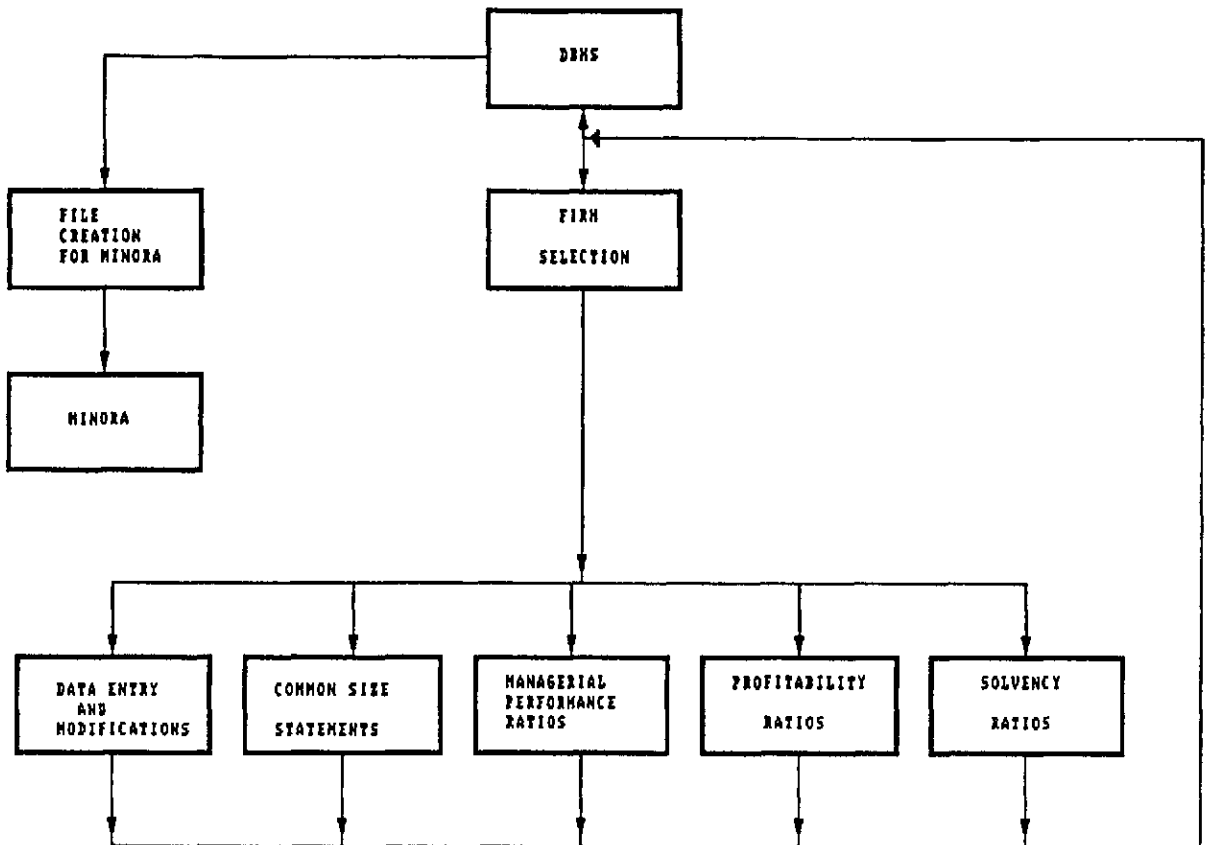 DBMS
FILE
CREATION
FOR MINORA
FIRM
SELECTION
MINORA
DATA ENTRY
AND
MODIFICATIONS
COMMON SIZE
STATEMENTS
MANAGERIAL
PERFORMANCE
RATIOS
PROFITABILITY
RATIOS
SOLVENCY
RATIOS